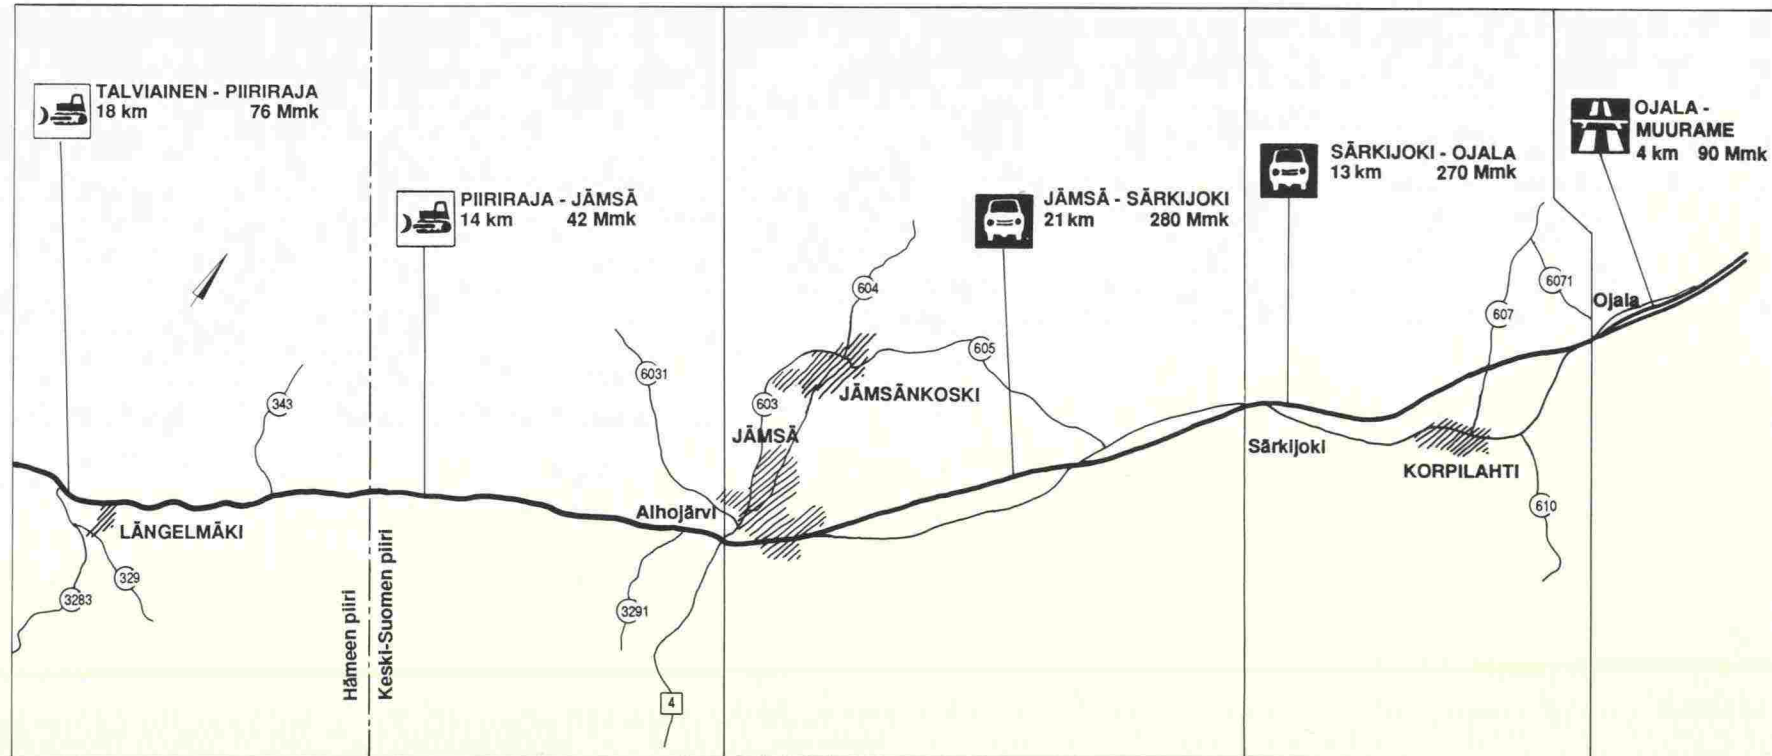 TALVIAINEN - PIIRIRAJA
18 km 76 Mmk
PIIRIRAJA - JÄMSÄ
14 km 42 Mmk
JÄMSÄ - SÄRKIJOKI
21 km 280 Mmk
SÄRKIJOKI - OJALA
13 km 270 Mmk
OJALA -
MUURAME
4 km 90 Mmk
604
6071
Ojala
607
605
6031
JÄMSÄNKOSKI
343
603
JÄMSÄ
Särkijoki
KORPILAHTI
Alhojärvi
LÄNGELMÄKI
610
329
3283
3291
Hämeen piiri
Keski-Suomen piiri
4